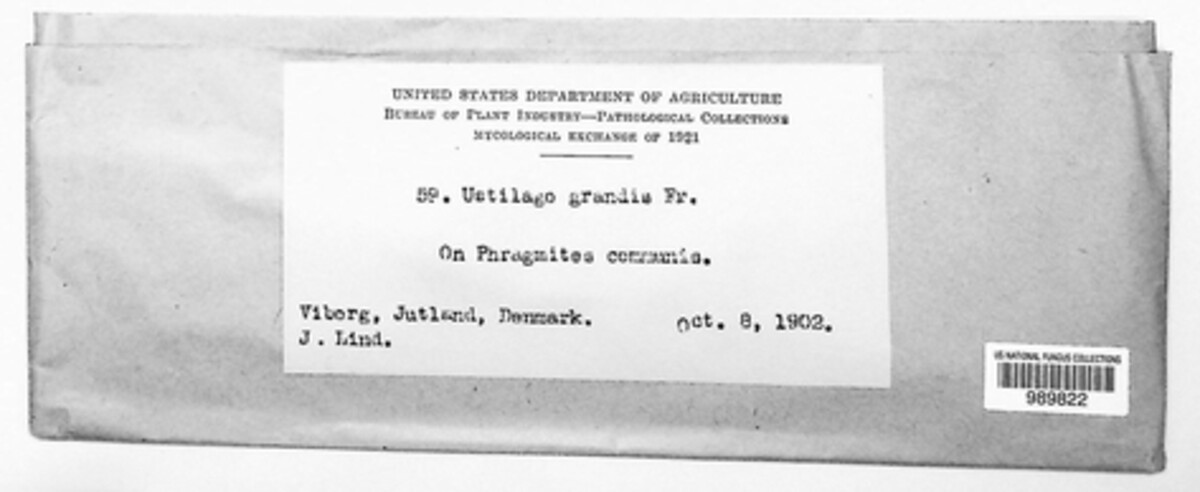 UNITED STATES DEPARTMENT OF AGRICULTURE
BUREAU OF PLANT INDUSTRY—PATHOLOGICAL COLLECTIONS
MYCOLOGICAL EXCHANGE OF 1921
59. Ustilago grandis Fr.
On Phragmites communis.
Viborg, Jutland, Denmark. Oct. 8, 1902.
J. Lind.
US NATIONAL FUNGUS COLLECTIONS
989822